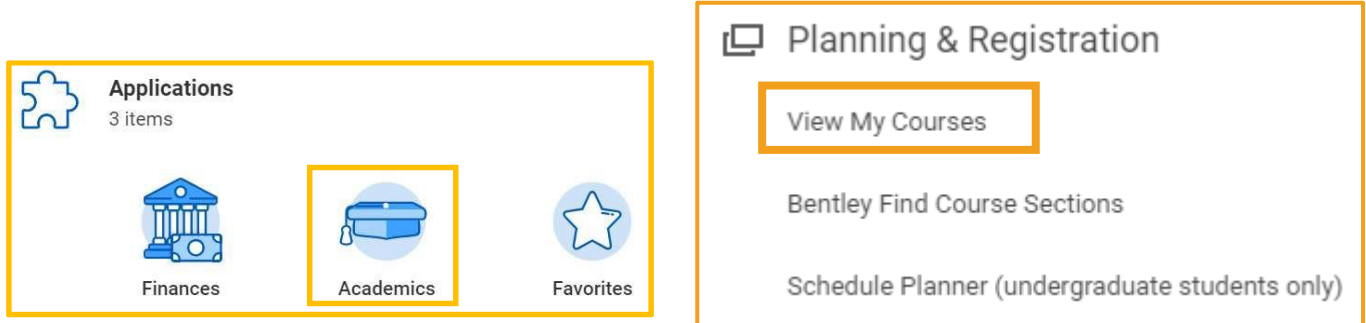 Applications
3 items
Finances
Academics
Favorites
Planning & Registration
View My Courses
Bentley Find Course Sections
Schedule Planner (undergraduate students only)